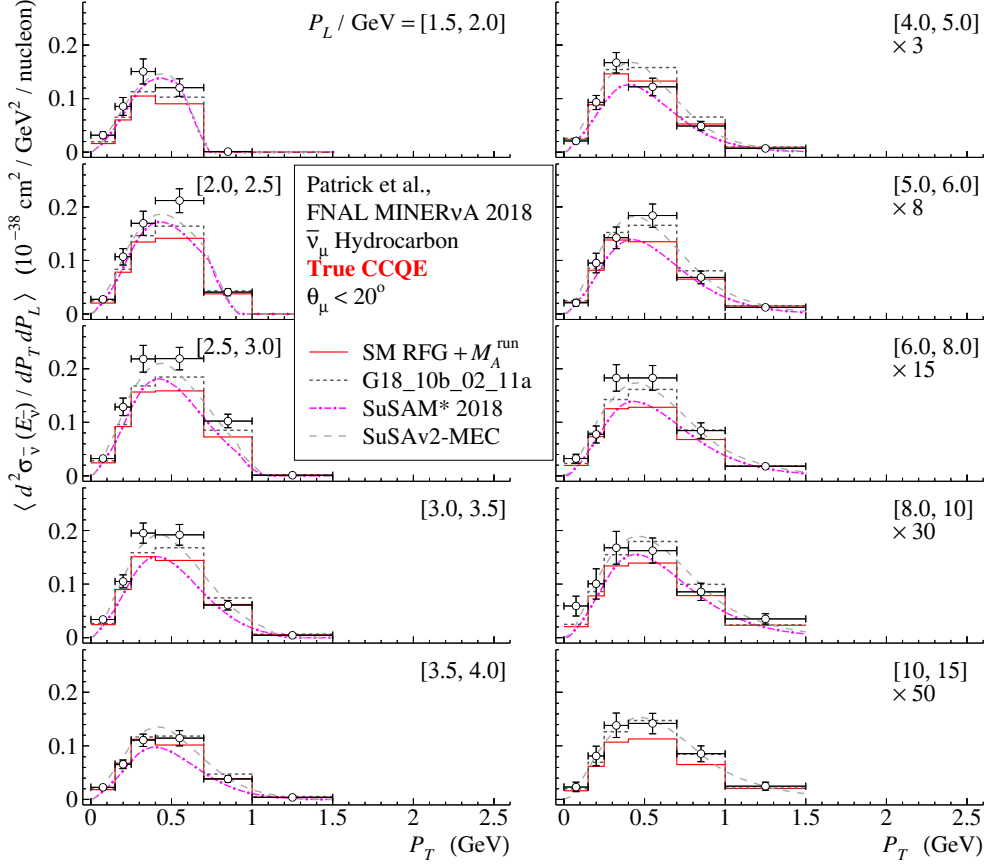 ⟨ d²σ_ν̄ (E_ν̄) / dP_T dP_L ⟩ (10⁻³⁸ cm² / GeV² / nucleon)
P_L / GeV = [1.5, 2.0]
0.2
0.1
0
[2.0, 2.5]
0.2
0.1
0
[2.5, 3.0]
0.2
0.1
0
[3.0, 3.5]
0.2
0.1
0
[3.5, 4.0]
0.2
0.1
0
0 0.5 1 1.5 2 2.5
P_T (GeV)
Patrick et al.,
FNAL MINERνA 2018
ν̄_μ Hydrocarbon
True CCQE
θ_μ < 20°
SM RFG + M_A^run
G18_10b_02_11a
SuSAM* 2018
SuSAv2-MEC
[4.0, 5.0]
× 3
[5.0, 6.0]
× 8
[6.0, 8.0]
× 15
[8.0, 10]
× 30
[10, 15]
× 50
0 0.5 1 1.5 2 2.5
P_T (GeV)